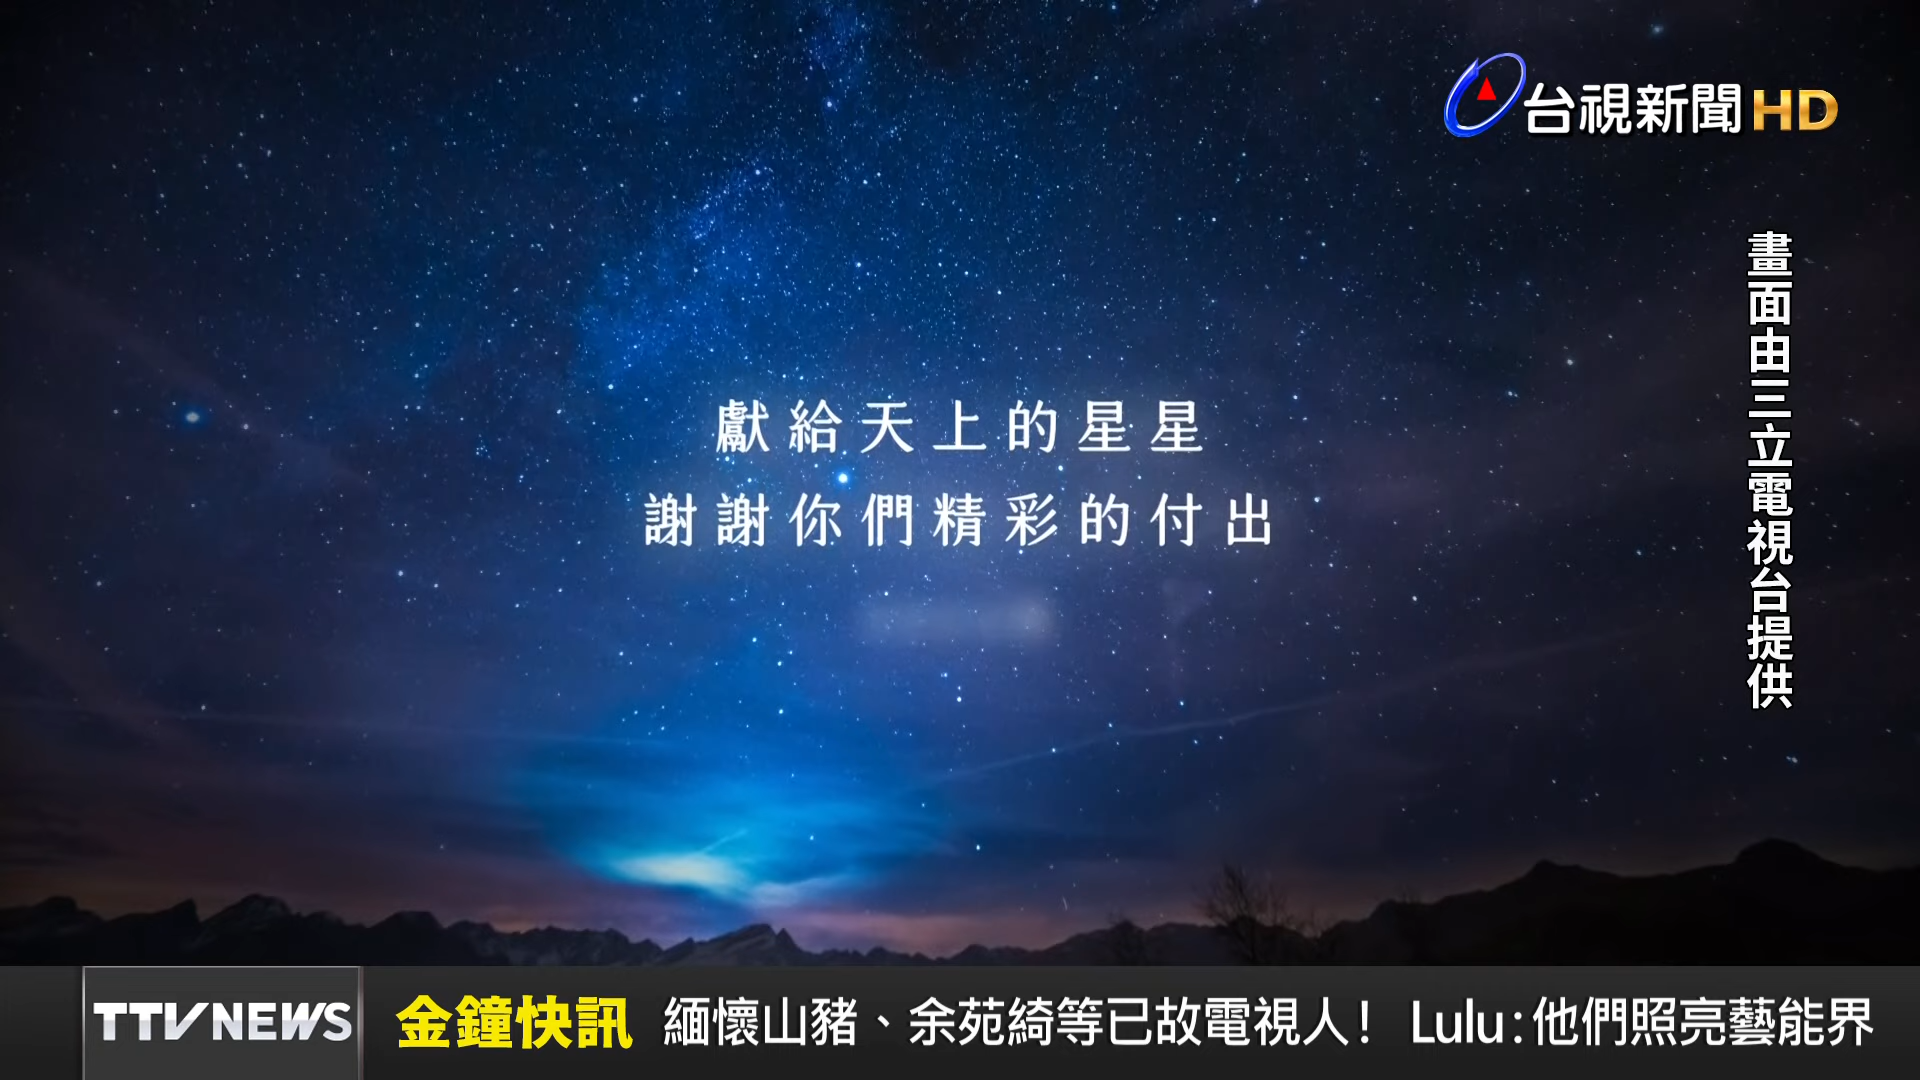 台視新聞HD
畫面由三立電視台提供
獻給天上的星星
謝謝你們精彩的付出
TTV NEWS
金鐘快訊 緬懷山豬、余苑綺等已故電視人! Lulu:他們照亮藝能界